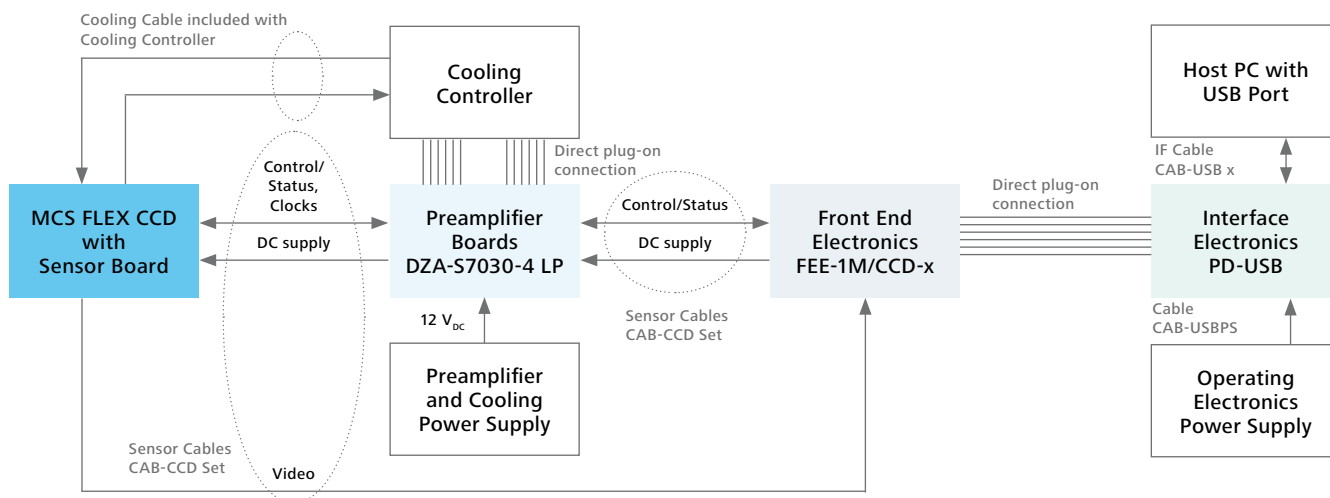 Cooling Cable included with
Cooling Controller
Cooling
Controller
Host PC with
USB Port
Direct plug-on
connection
IF Cable
CAB-USB x
Control/
Status,
Clocks
DC supply
MCS FLEX CCD
with
Sensor Board
Preamplifier
Boards
DZA-S7030-4 LP
Control/Status
DC supply
Front End
Electronics
FEE-1M/CCD-x
Direct plug-on
connection
Interface
Electronics
PD-USB
12 VDC
Sensor Cables
CAB-CCD Set
Cable
CAB-USBPS
Preamplifier
and Cooling
Power Supply
Operating
Electronics
Power Supply
Sensor Cables
CAB-CCD Set
Video